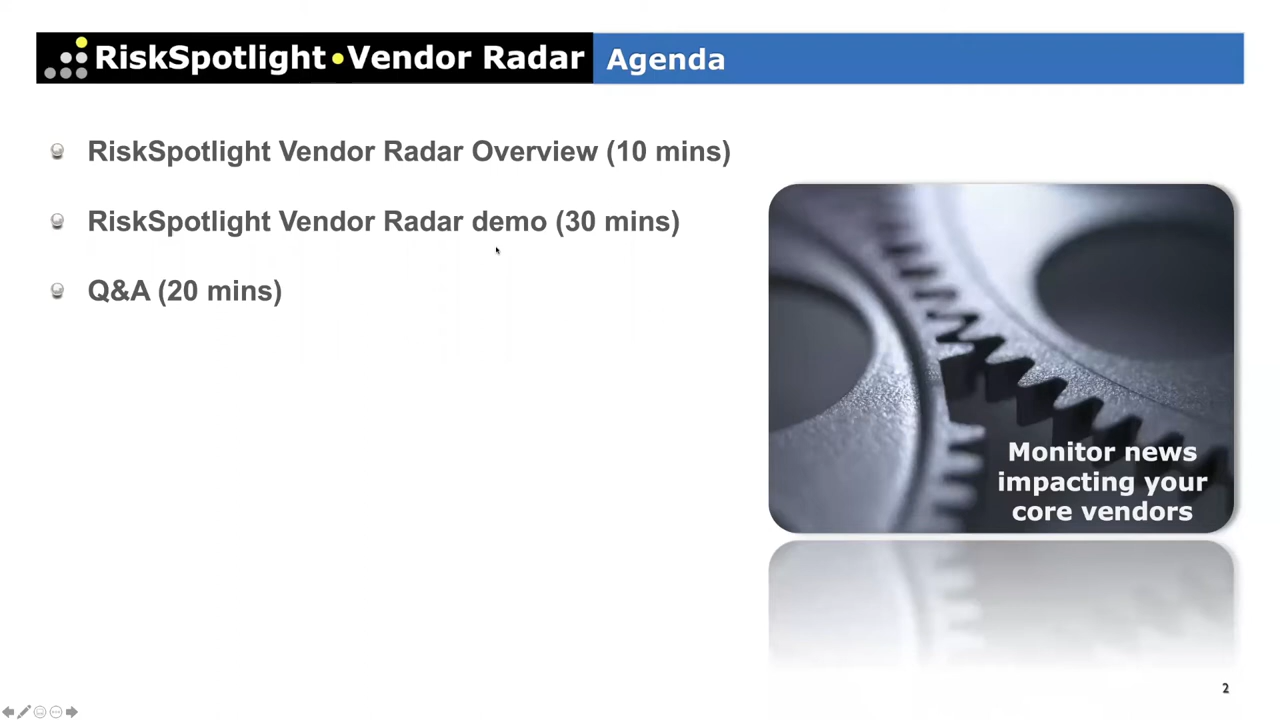 RiskSpotlight•Vendor Radar Agenda
RiskSpotlight Vendor Radar Overview (10 mins)
RiskSpotlight Vendor Radar demo (30 mins)
Q&A (20 mins)
Monitor news
impacting your
core vendors
2